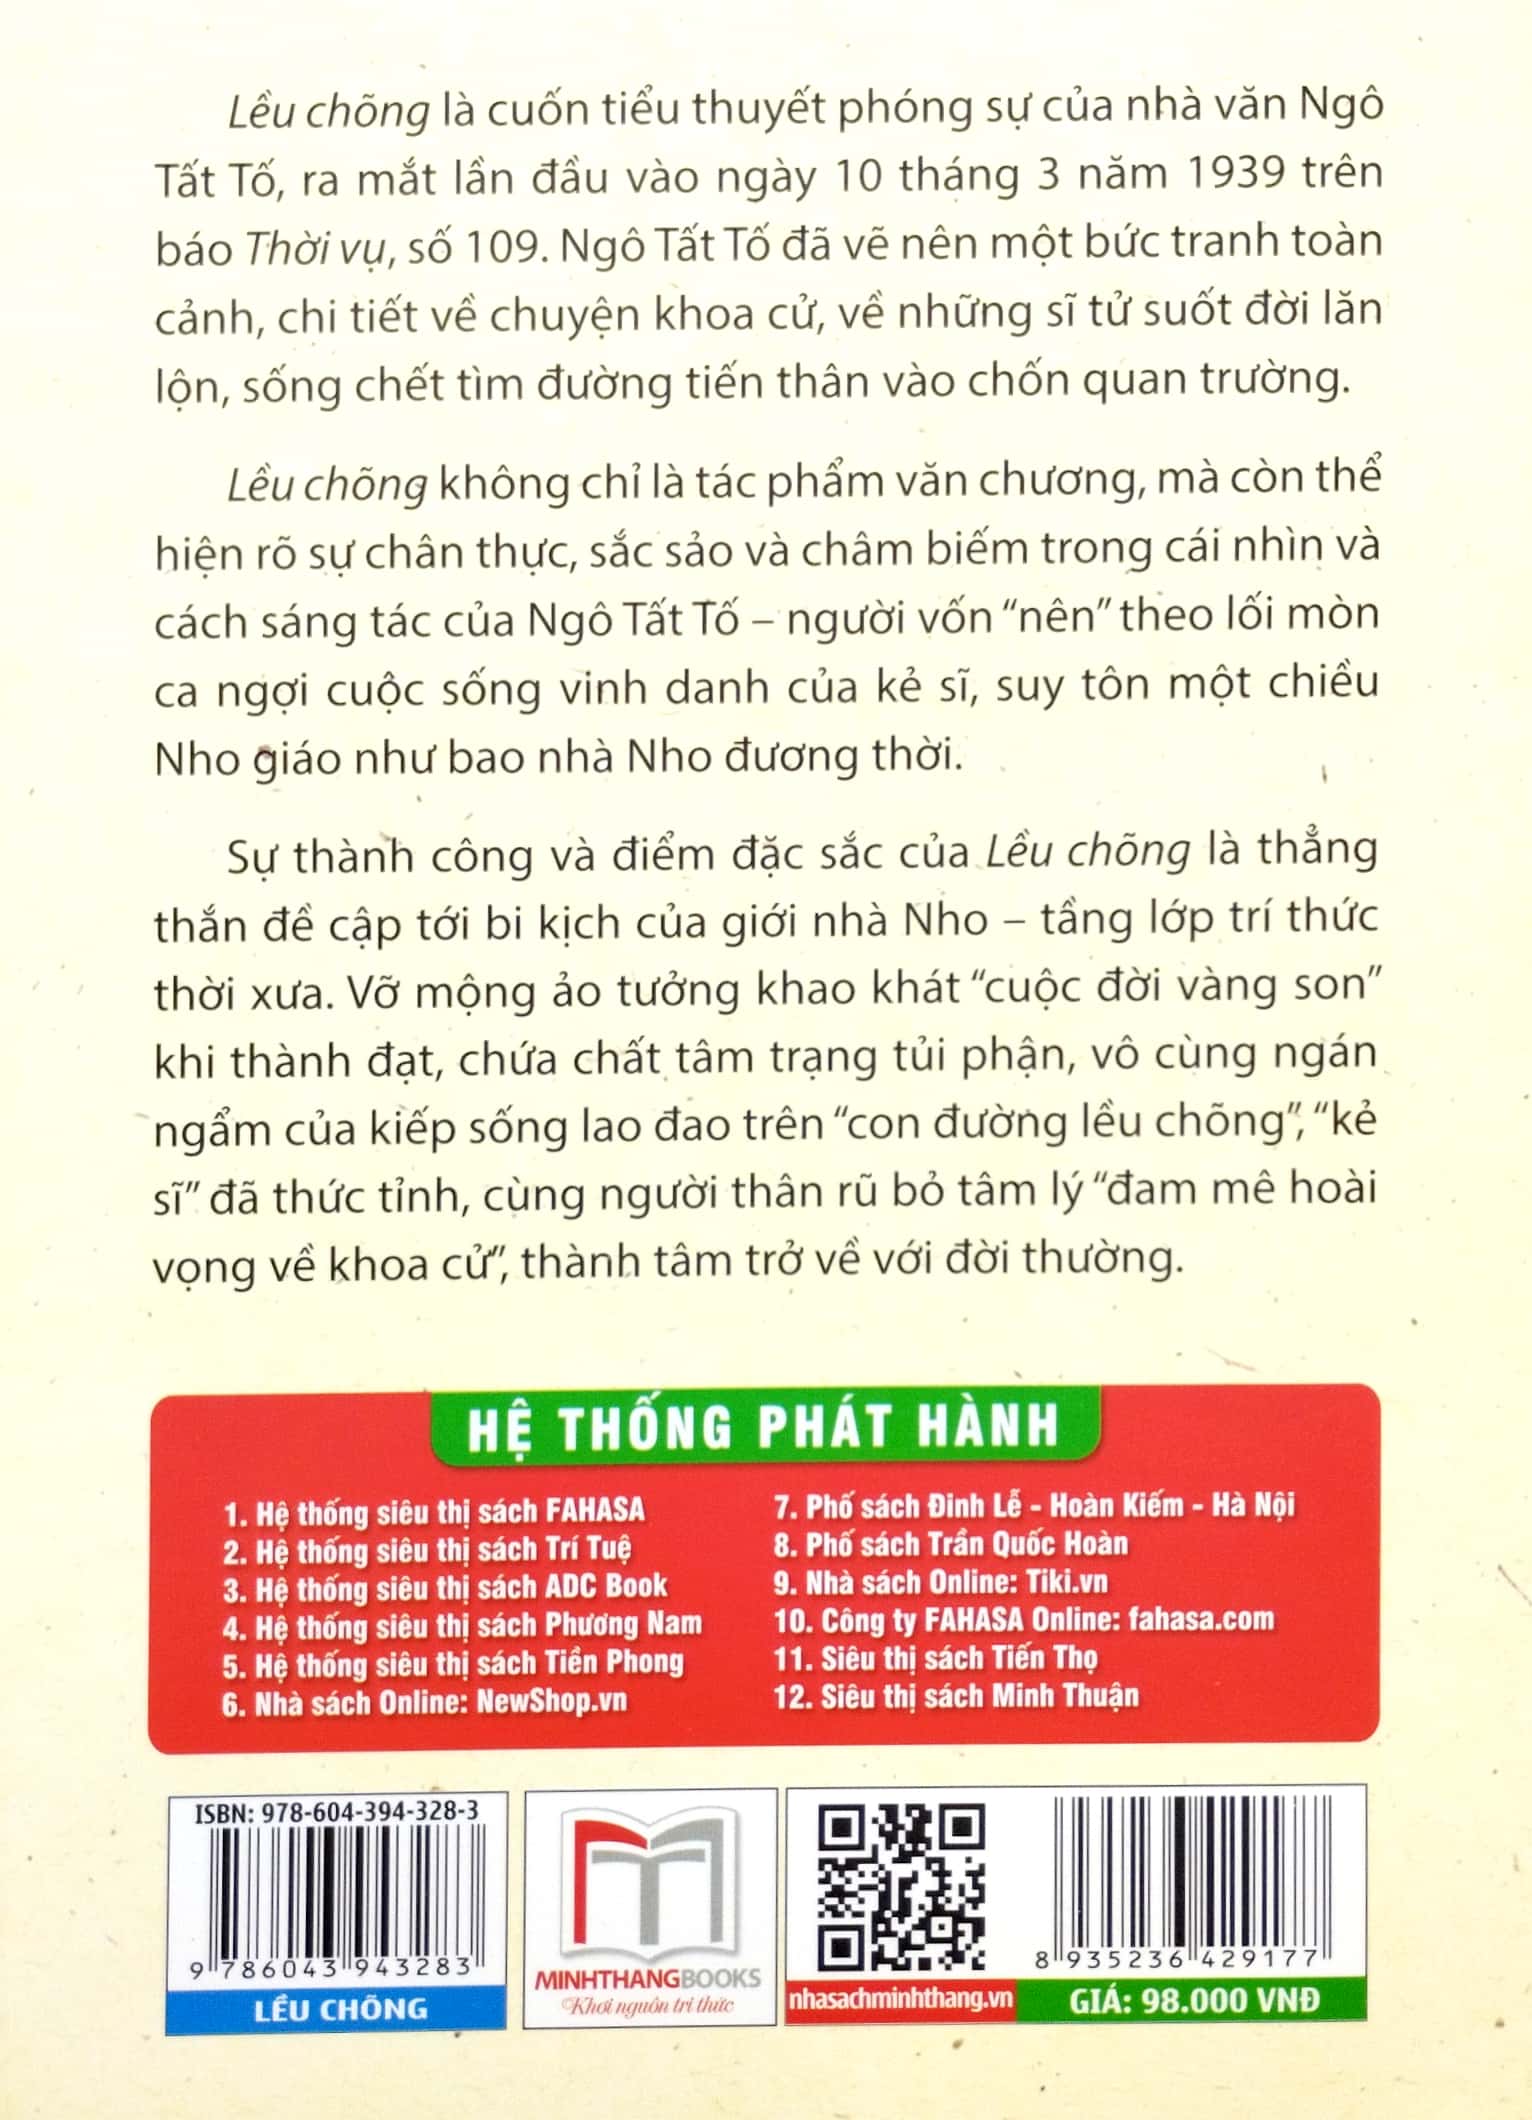 Lều chõng là cuốn tiểu thuyết phóng sự của nhà văn Ngô
Tất Tố, ra mắt lần đầu vào ngày 10 tháng 3 năm 1939 trên
báo Thời vụ, số 109. Ngô Tất Tố đã vẽ nên một bức tranh toàn
cảnh, chi tiết về chuyện khoa cử, về những sĩ tử suốt đời lăn
lộn, sống chết tìm đường tiến thân vào chốn quan trường.
Lều chõng không chỉ là tác phẩm văn chương, mà còn thể
hiện rõ sự chân thực, sắc sảo và châm biếm trong cái nhìn và
cách sáng tác của Ngô Tất Tố – người vốn "nên" theo lối mòn
ca ngợi cuộc sống vinh danh của kẻ sĩ, suy tôn một chiều
Nho giáo như bao nhà Nho đương thời.
Sự thành công và điểm đặc sắc của Lều chõng là thẳng
thắn đề cập tới bi kịch của giới nhà Nho – tầng lớp trí thức
thời xưa. Vỡ mộng ảo tưởng khao khát "cuộc đời vàng son"
khi thành đạt, chứa chất tâm trạng tủi phận, vô cùng ngán
ngẩm của kiếp sống lao đao trên "con đường lều chõng", "kẻ
sĩ" đã thức tỉnh, cùng người thân rũ bỏ tâm lý "đam mê hoài
vọng về khoa cử", thành tâm trở về với đời thường.
HỆ THỐNG PHÁT HÀNH
1. Hệ thống siêu thị sách FAHASA
2. Hệ thống siêu thị sách Trí Tuệ
3. Hệ thống siêu thị sách ADC Book
4. Hệ thống siêu thị sách Phương Nam
5. Hệ thống siêu thị sách Tiền Phong
6. Nhà sách Online: NewShop.vn
7. Phố sách Đinh Lễ - Hoàn Kiếm - Hà Nội
8. Phố sách Trần Quốc Hoàn
9. Nhà sách Online: Tiki.vn
10. Công ty FAHASA Online: fahasa.com
11. Siêu thị sách Tiến Thọ
12. Siêu thị sách Minh Thuận
ISBN: 978-604-394-328-3
9 786043 943283
LỀU CHÕNG
MINHTHANGBOOKS
Khơi nguồn tri thức
nhasachminhthang.vn
8 935236 429177
GIÁ: 98.000 VNĐ